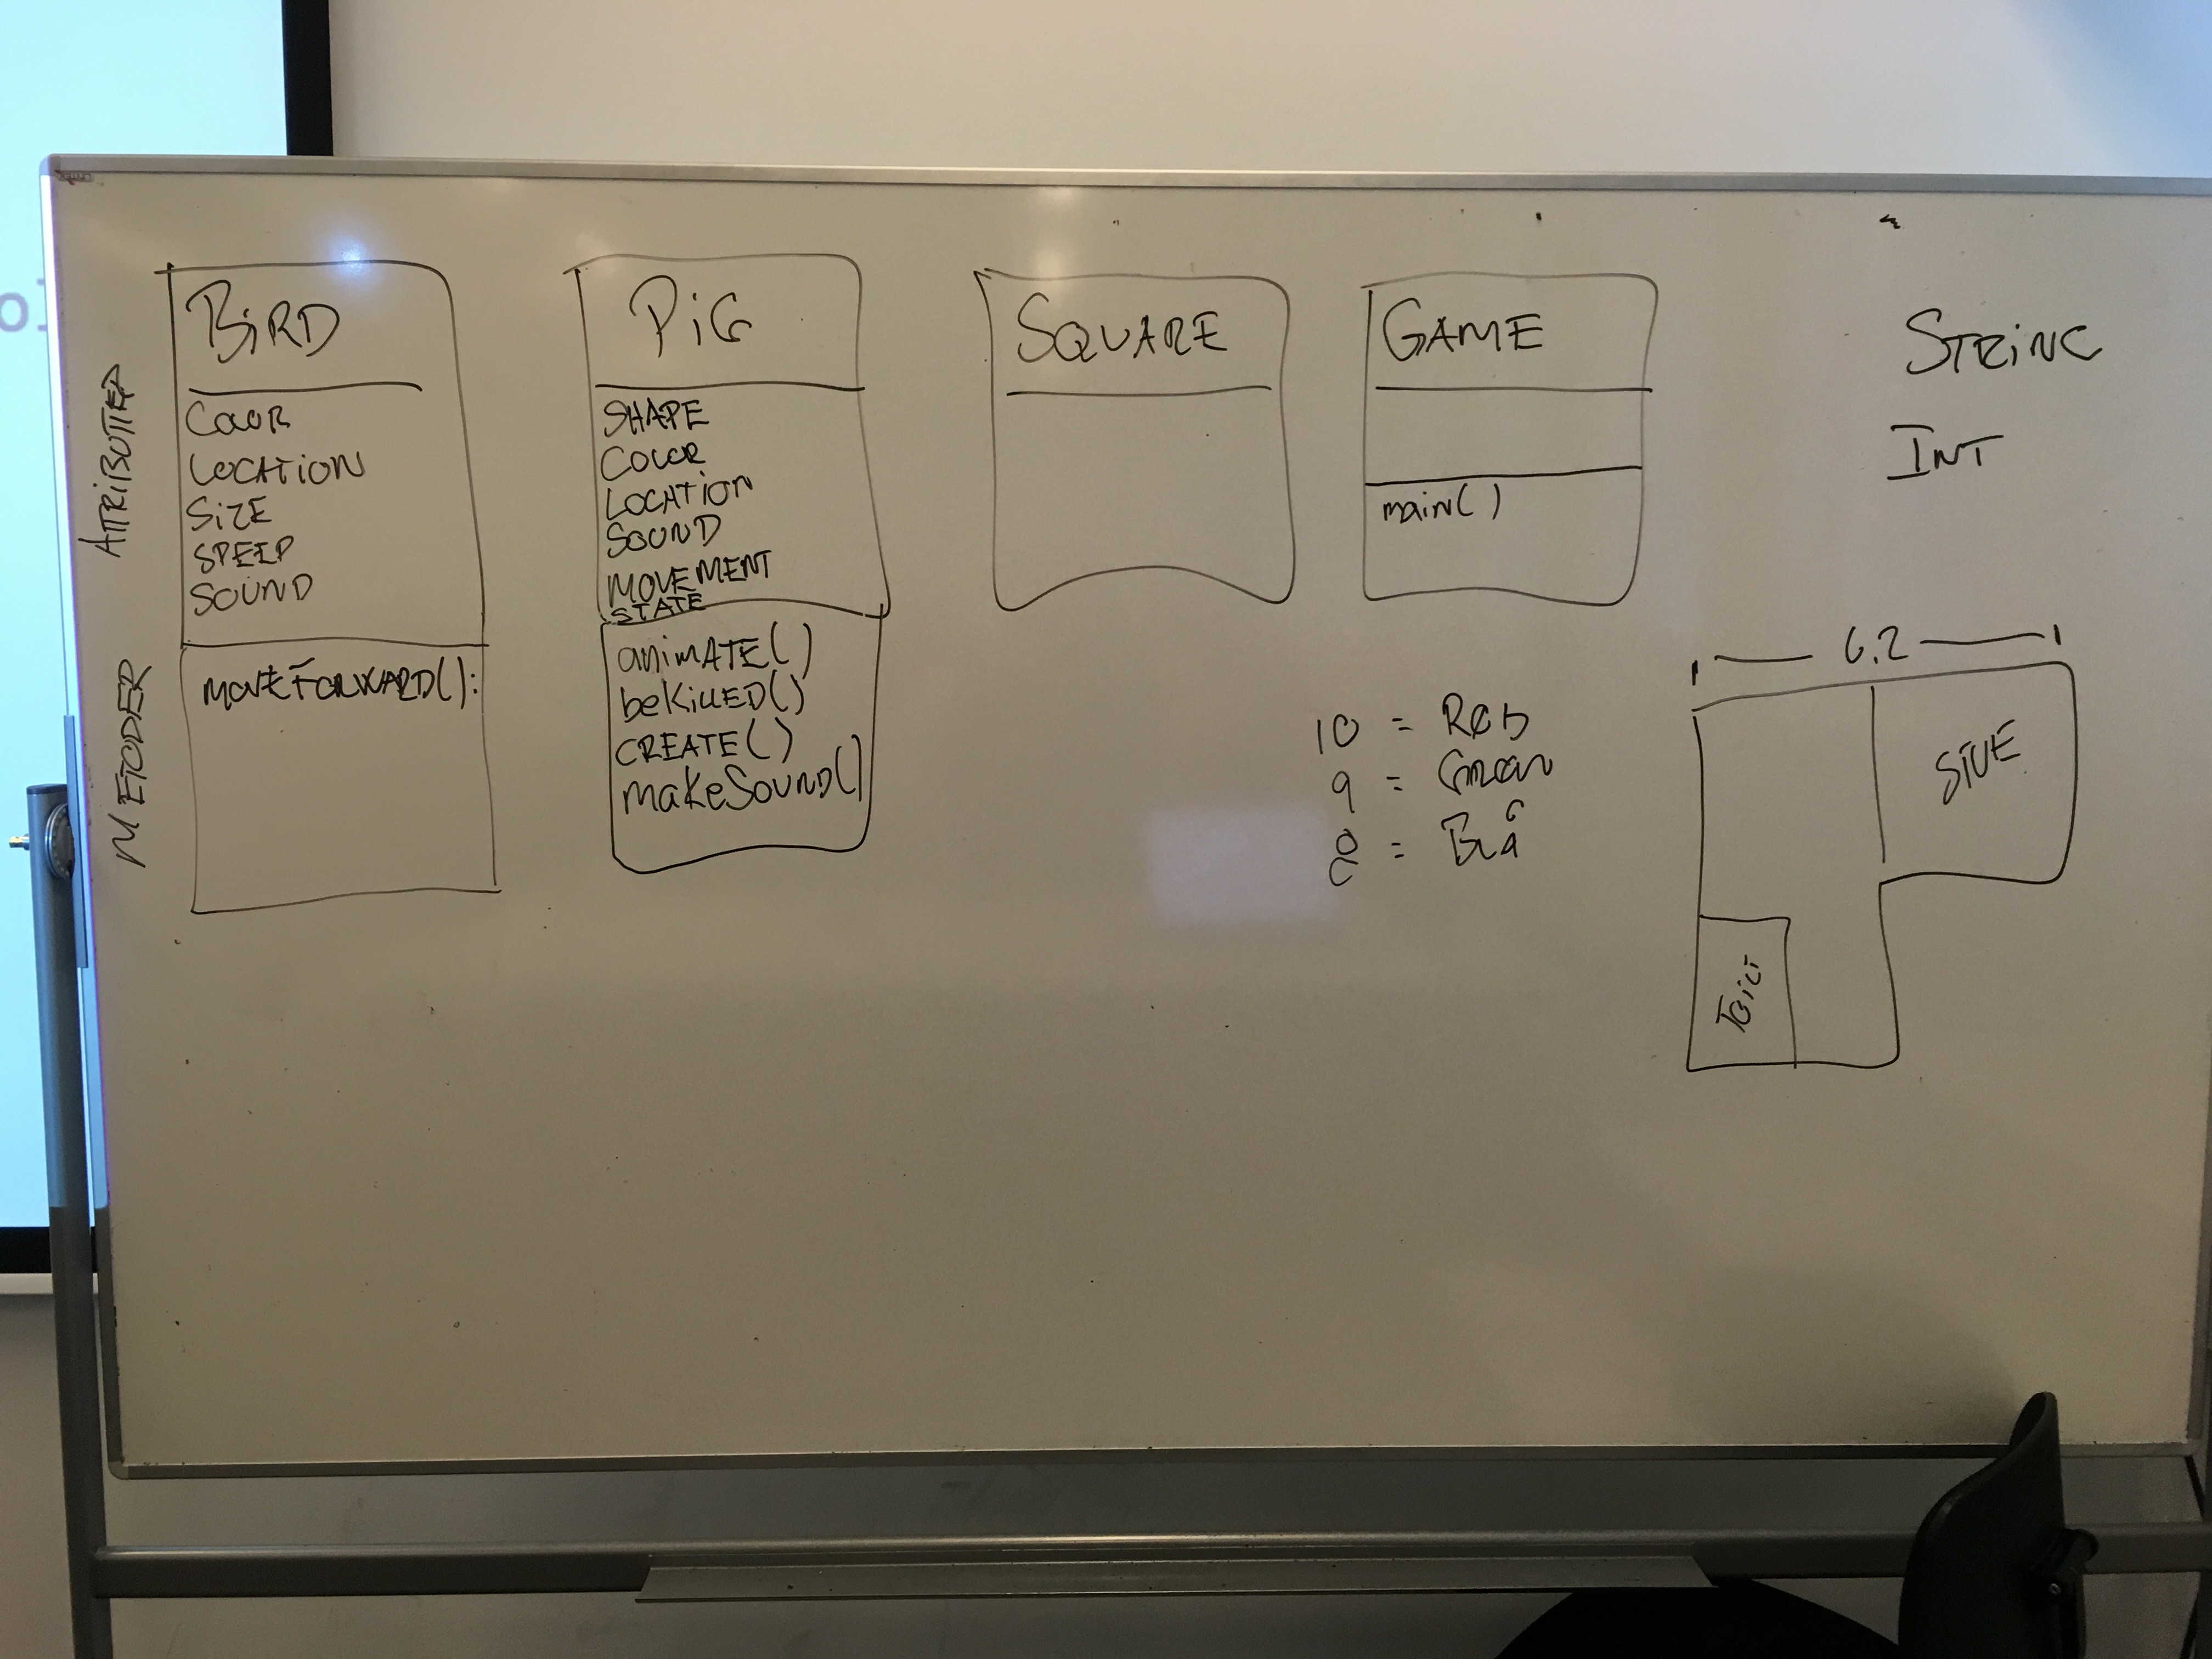 BiRD
COLOR
LOCATION
SiZE
SPEED
SOUND
moveFORWARD():
ATTRIBUTTER
METODER
PiG
SHAPE
COLOR
LOCATION
SOUND
MOVEMENT
STATE
aniMATE()
beKiLLED()
CREATE()
makeSOUND()
SQUARE
GAME
main()
STRiNG
INT
10 = RØD
9 = Grøn
8 = BLå
6.2
STUE
Toilet